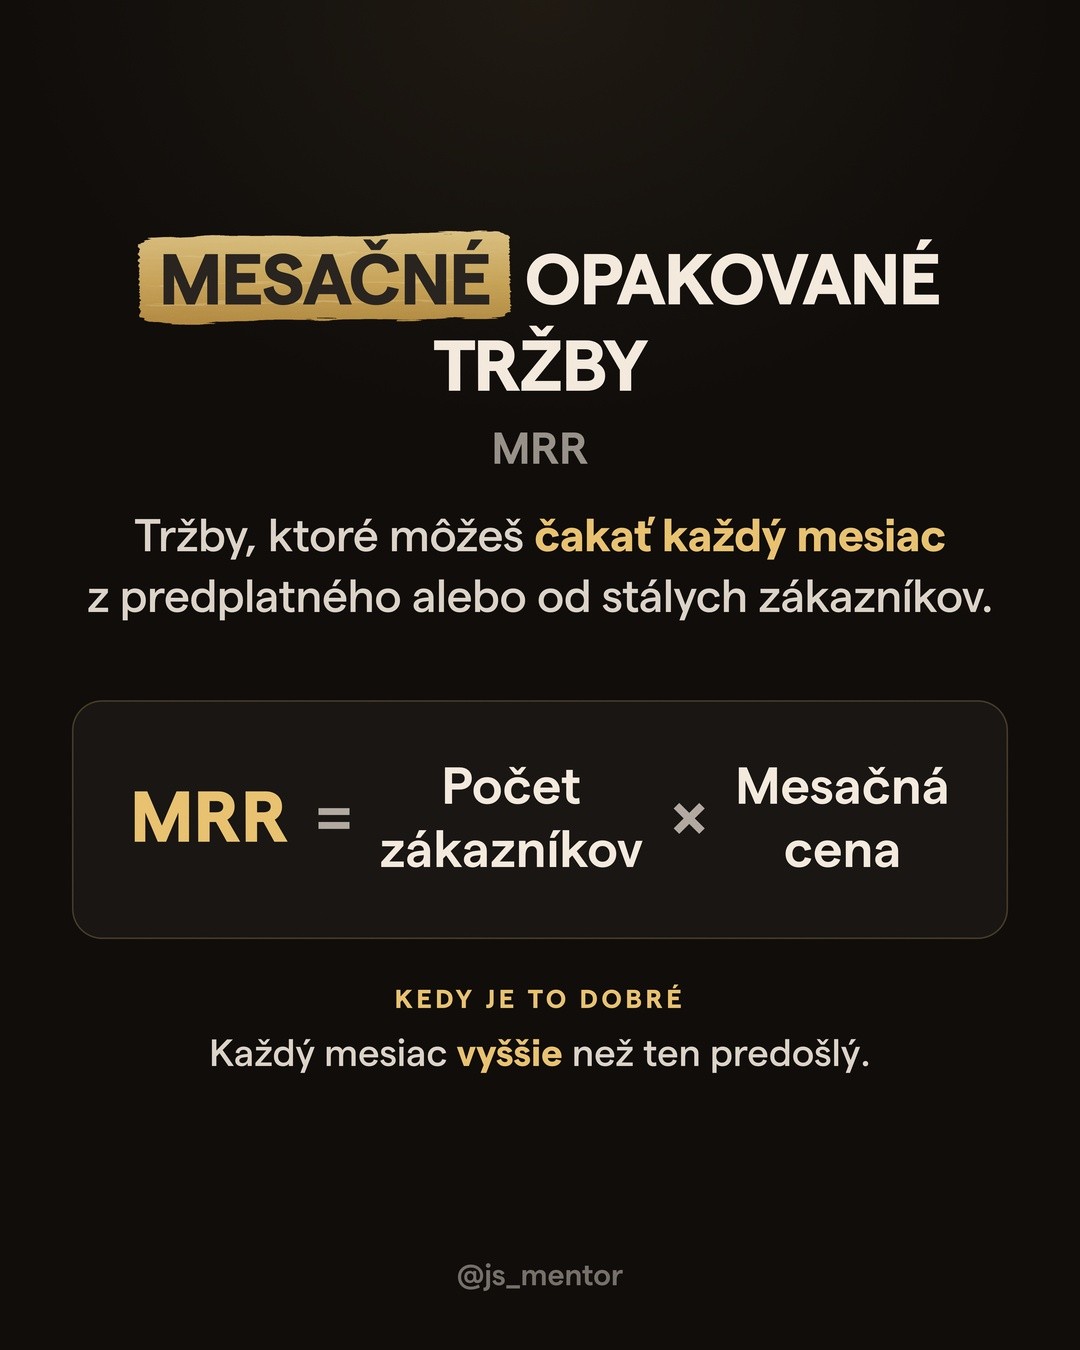 MESAČNÉ OPAKOVANÉ
TRŽBY
MRR
Tržby, ktoré môžeš čakať každý mesiac
z predplatného alebo od stálych zákazníkov.
MRR = Počet zákazníkov × Mesačná cena
KEDY JE TO DOBRÉ
Každý mesiac vyššie než ten predošlý.
@js_mentor